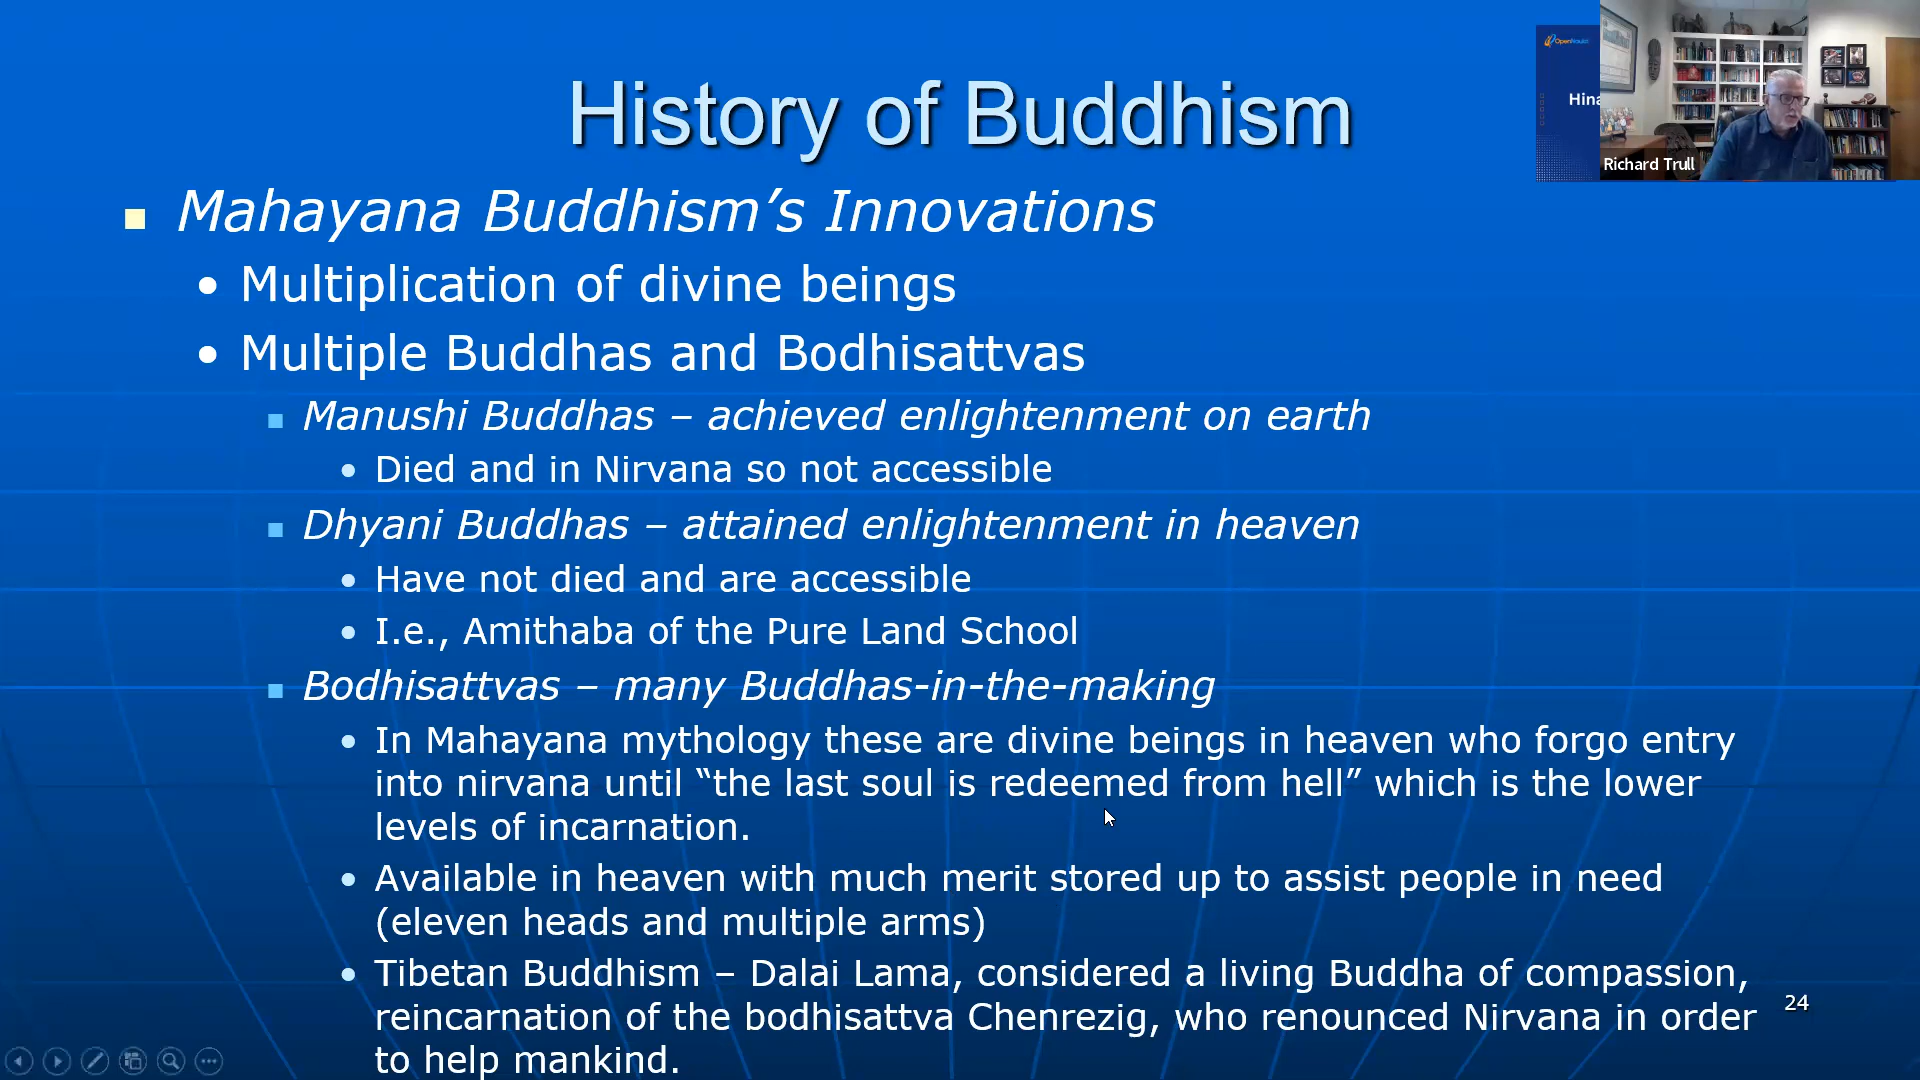 History of Buddhism
OpenNauki
Hina
Richard Trull
Mahayana Buddhism’s Innovations
Multiplication of divine beings
Multiple Buddhas and Bodhisattvas
Manushi Buddhas – achieved enlightenment on earth
Died and in Nirvana so not accessible
Dhyani Buddhas – attained enlightenment in heaven
Have not died and are accessible
I.e., Amithaba of the Pure Land School
Bodhisattvas – many Buddhas-in-the-making
In Mahayana mythology these are divine beings in heaven who forgo entry
into nirvana until “the last soul is redeemed from hell” which is the lower
levels of incarnation.
Available in heaven with much merit stored up to assist people in need
(eleven heads and multiple arms)
Tibetan Buddhism – Dalai Lama, considered a living Buddha of compassion,
reincarnation of the bodhisattva Chenrezig, who renounced Nirvana in order
to help mankind.
24